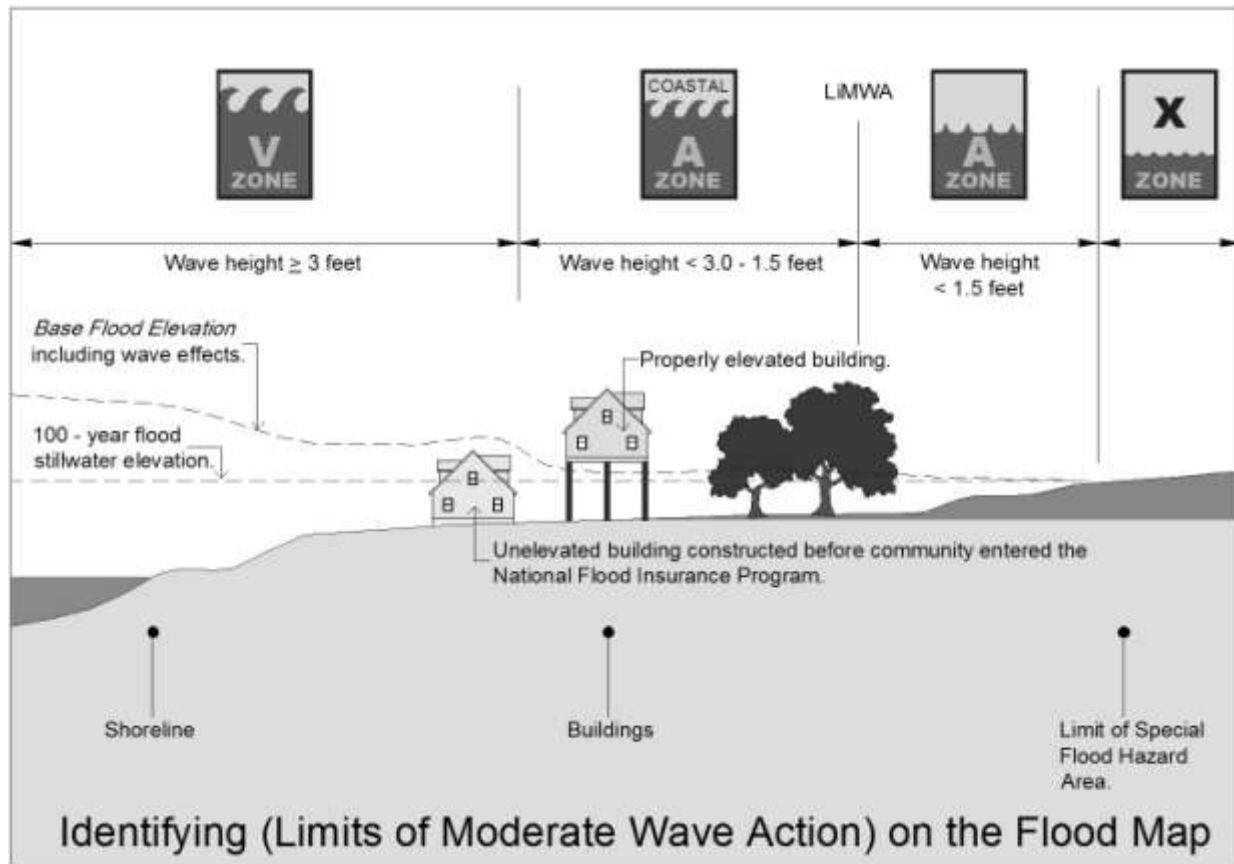 V
ZONE
COASTAL
A
ZONE
LiMWA
A
ZONE
X
ZONE
Wave height ≥ 3 feet
Wave height < 3.0 - 1.5 feet
Wave height
< 1.5 feet
Base Flood Elevation
including wave effects.
Properly elevated building.
100 - year flood
stillwater elevation.
Unelevated building constructed before community entered the
National Flood Insurance Program.
Shoreline
Buildings
Limit of Special
Flood Hazard
Area.
Identifying (Limits of Moderate Wave Action) on the Flood Map